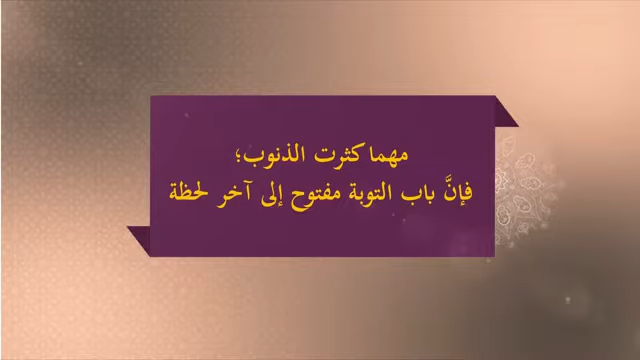 مهما كثرت الذنوب؛
فإنَّ باب التوبة مفتوح إلى آخر لحظة